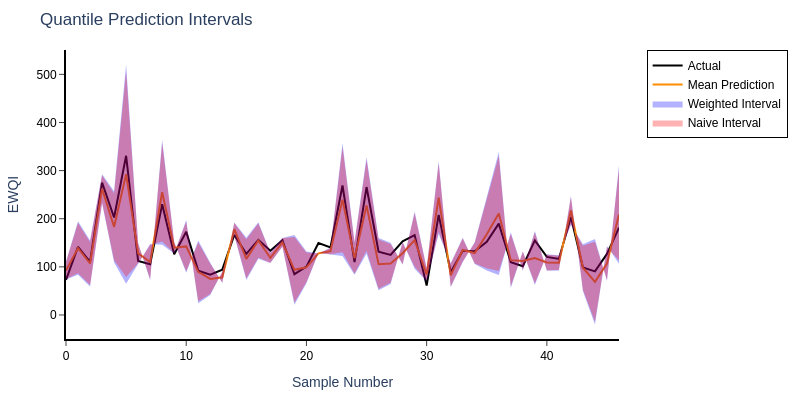 Quantile Prediction Intervals
Actual
Mean Prediction
Weighted Interval
Naive Interval
EWQI
500
400
300
200
100
0
0 10 20 30 40
Sample Number